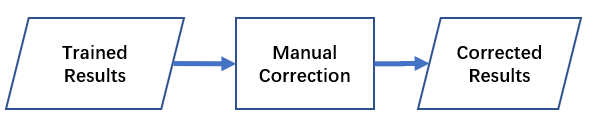 Trained
Results
Manual
Correction
Corrected
Results